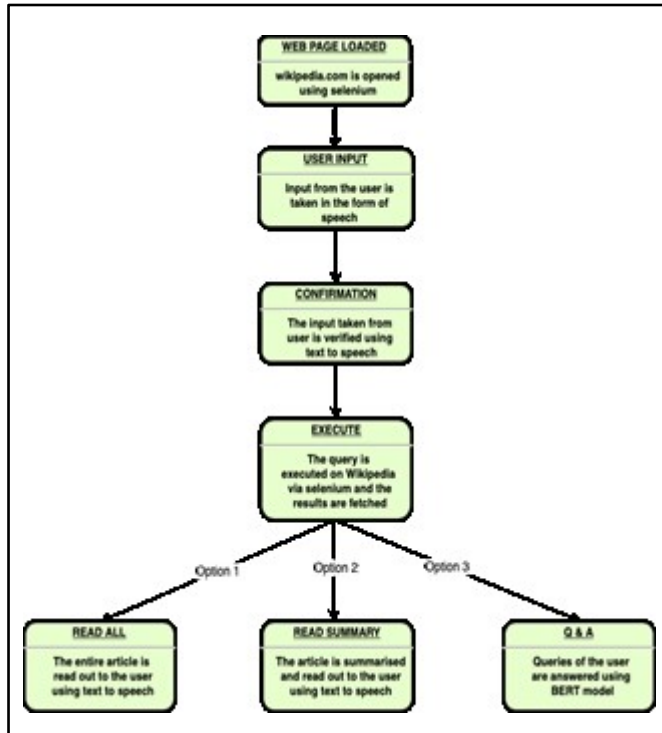 WEB PAGE LOADED
wikipedia.com is opened
using selenium
USER INPUT
Input from the user is
taken in the form of
speech
CONFIRMATION
The input taken from
user is verified using
text to speech
EXECUTE
The query is
executed on Wikipedia
via selenium and the
results are fetched
Option 1
Option 2
Option 3
READ ALL
The entire article is
read out to the user
using text to speech
READ SUMMARY
The article is summarised
and read out to the user
using text to speech
Q & A
Queries of the user
are answered using
BERT model